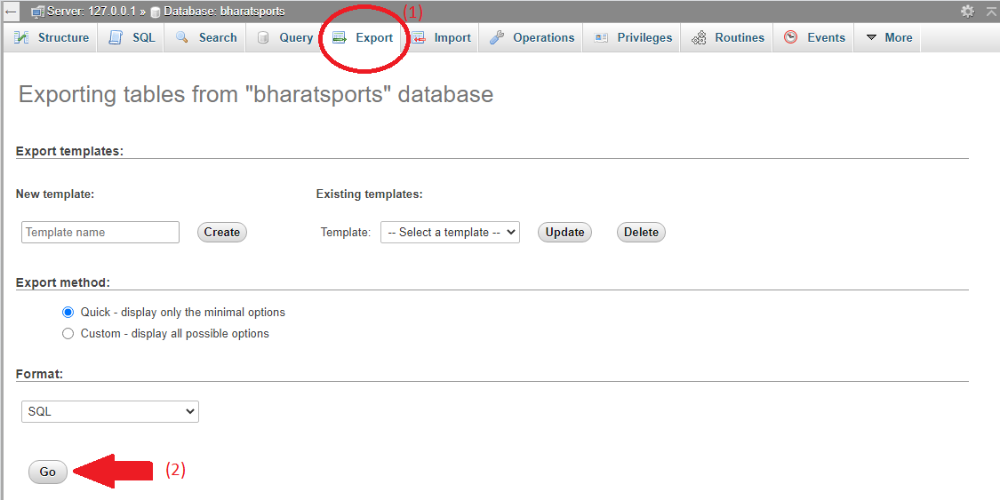 Server: 127.0.0.1 » Database: bharatsports
(1)
Structure SQL Search Query Export Import Operations Privileges Routines Events More
Exporting tables from "bharatsports" database
Export templates:
New template: Existing templates:
Template name Create Template: -- Select a template -- Update Delete
Export method:
Quick - display only the minimal options
Custom - display all possible options
Format:
SQL
Go (2)